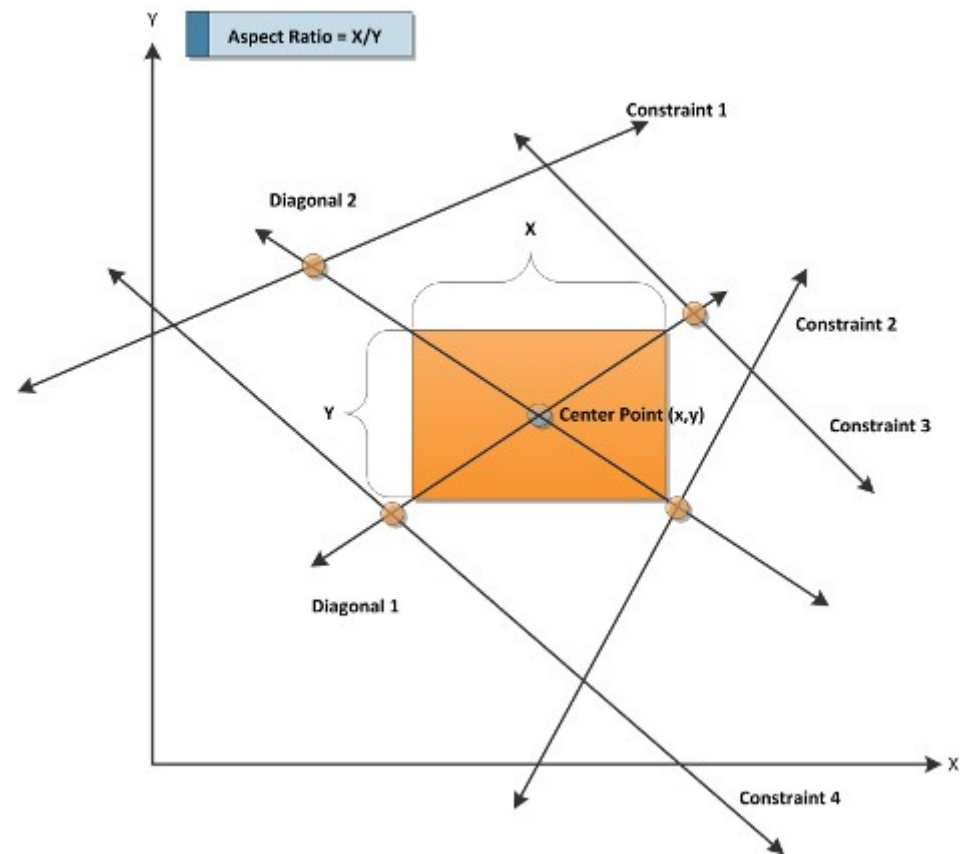 Y
Aspect Ratio = X/Y
Constraint 1
Diagonal 2
X
Constraint 2
Y
Center Point (x,y)
Constraint 3
Diagonal 1
X
Constraint 4